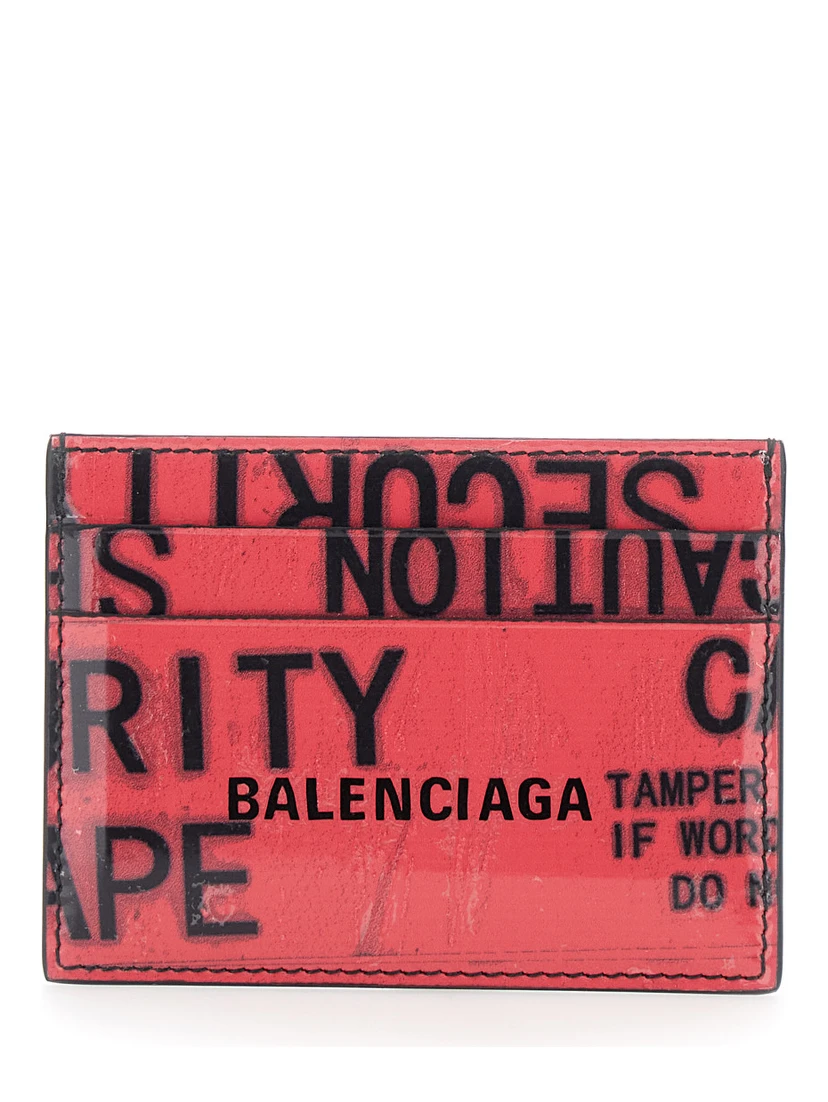 SECURIT
CAUTION S
RITY
C
BALENCIAGA
TAMPER
IF WOR
APE
DO N